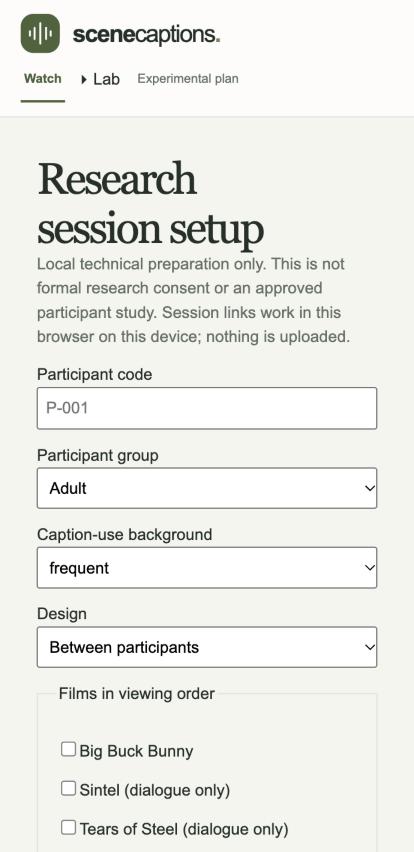 scenecaptions.
Watch
Lab
Experimental plan
Research
session setup
Local technical preparation only. This is not
formal research consent or an approved
participant study. Session links work in this
browser on this device; nothing is uploaded.
Participant code
P-001
Participant group
Adult
Caption-use background
frequent
Design
Between participants
Films in viewing order
Big Buck Bunny
Sintel (dialogue only)
Tears of Steel (dialogue only)